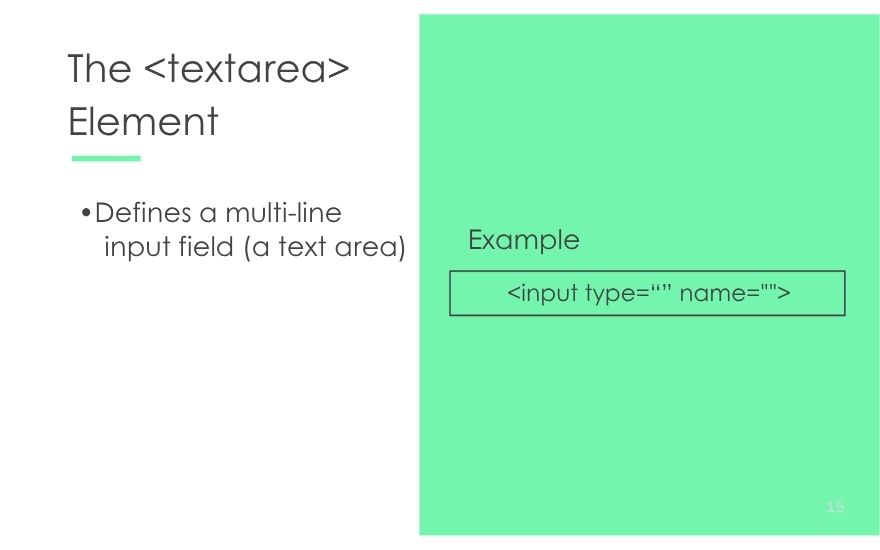 The <textarea>
Element
•Defines a multi-line
input field (a text area)
Example
<input type=“” name="">
15